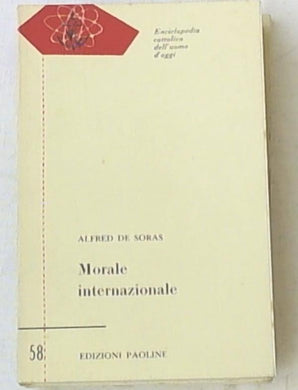 Enciclopedia
cattolica
dell'uomo
d'oggi
ALFRED DE SORAS
Morale
internazionale
58
EDIZIONI PAOLINE